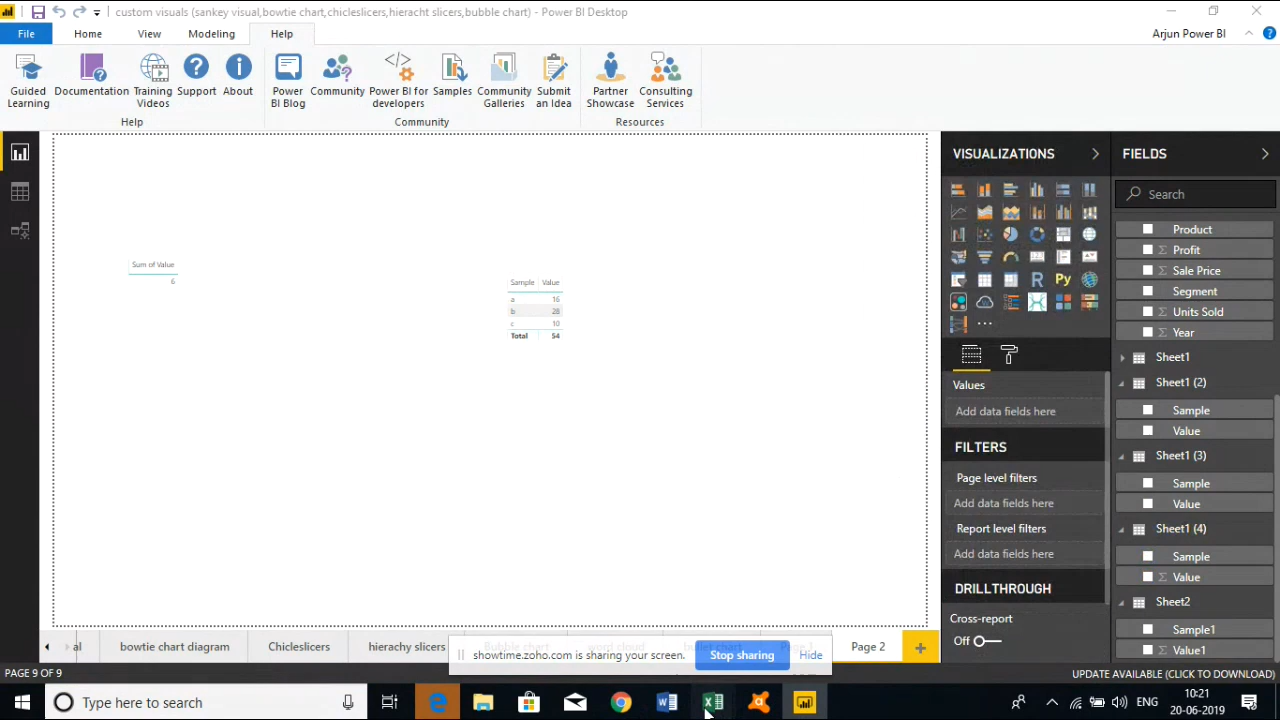 custom visuals (sankey visual,bowtie chart,chicleslicers,hieracht slicers,bubble chart) - Power BI Desktop
File Home View Modeling Help
Arjun Power BI
Guided Learning
Documentation
Training Videos
Support
About
Power BI Blog
Community
Power BI for developers
Samples
Community Galleries
Submit an Idea
Partner Showcase
Consulting Services
Help
Community
Resources
Sum of Value
6
Sample Value
a 16
b 28
c 10
Total 54
VISUALIZATIONS
Values
Add data fields here
FILTERS
Page level filters
Add data fields here
Report level filters
Add data fields here
DRILLTHROUGH
Cross-report
Off
FIELDS
Search
Product
Profit
Sale Price
Segment
Units Sold
Year
Sheet1
Sheet1 (2)
Sample
Value
Sheet1 (3)
Sample
Value
Sheet1 (4)
Sample
Value
Sheet2
Sample1
Value1
al bowtie chart diagram Chicleslicers hierachy slicers Page 2
showtime.zoho.com is sharing your screen. Stop sharing Hide
PAGE 9 OF 9
UPDATE AVAILABLE (CLICK TO DOWNLOAD)
Type here to search
10:21
20-06-2019